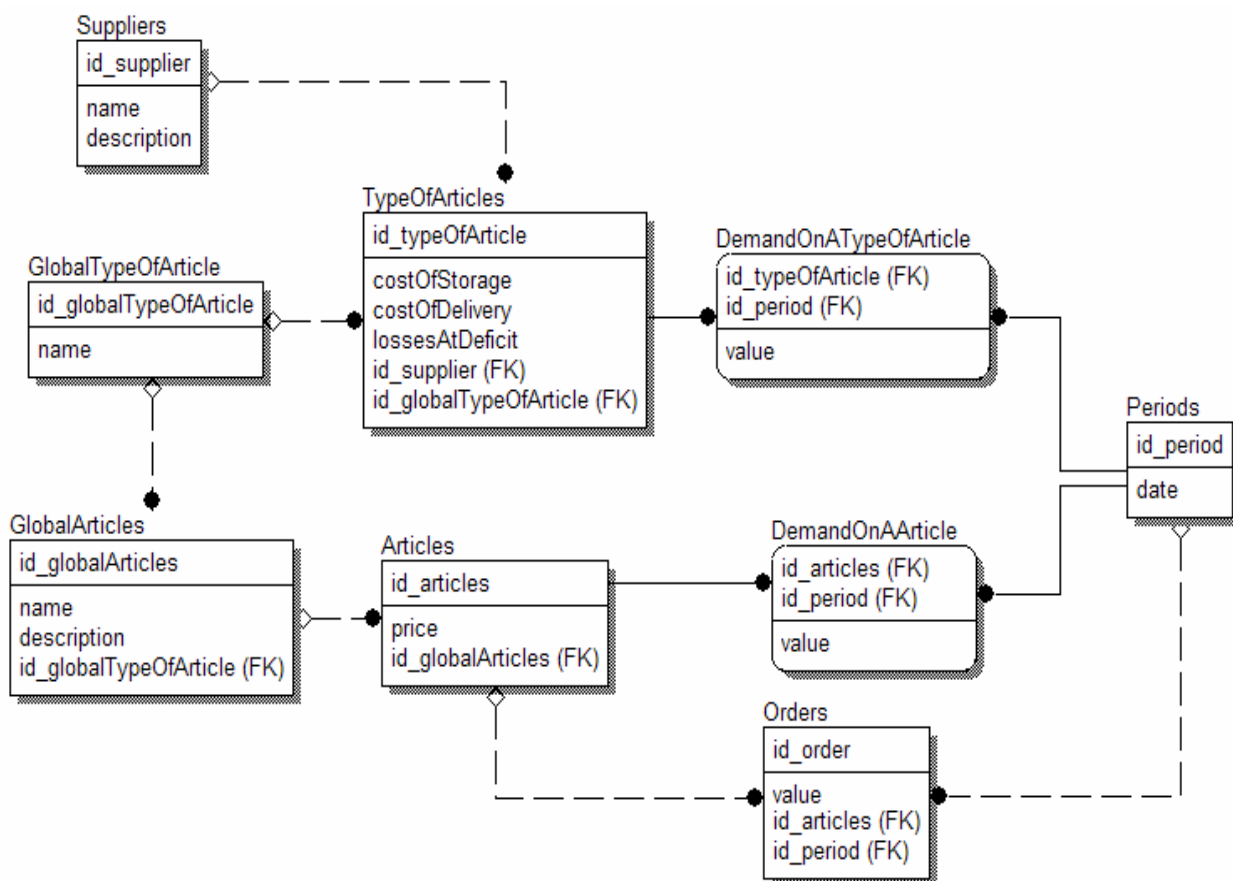 Suppliers
id_supplier
name
description
TypeOfArticles
id_typeOfArticle
costOfStorage
costOfDelivery
lossesAtDeficit
id_supplier (FK)
id_globalTypeOfArticle (FK)
DemandOnATypeOfArticle
id_typeOfArticle (FK)
id_period (FK)
value
GlobalTypeOfArticle
id_globalTypeOfArticle
name
Periods
id_period
date
GlobalArticles
id_globalArticles
name
description
id_globalTypeOfArticle (FK)
Articles
id_articles
price
id_globalArticles (FK)
DemandOnAArticle
id_articles (FK)
id_period (FK)
value
Orders
id_order
value
id_articles (FK)
id_period (FK)